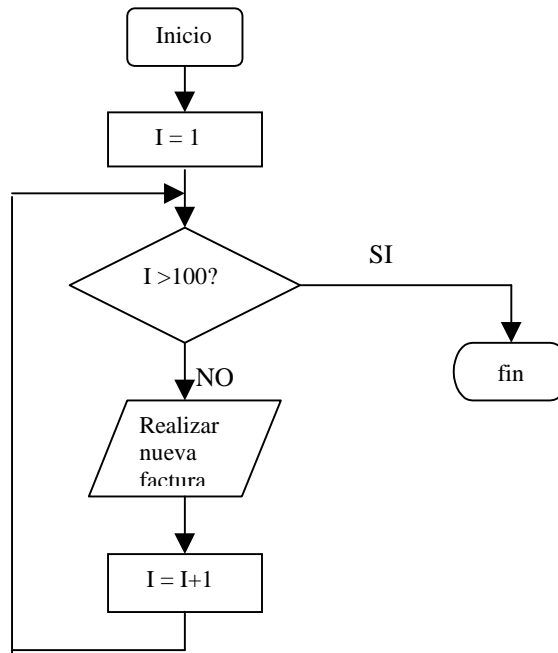 Inicio
I = 1
I >100?
SI
fin
NO
Realizar
nueva
factura
I = I+1